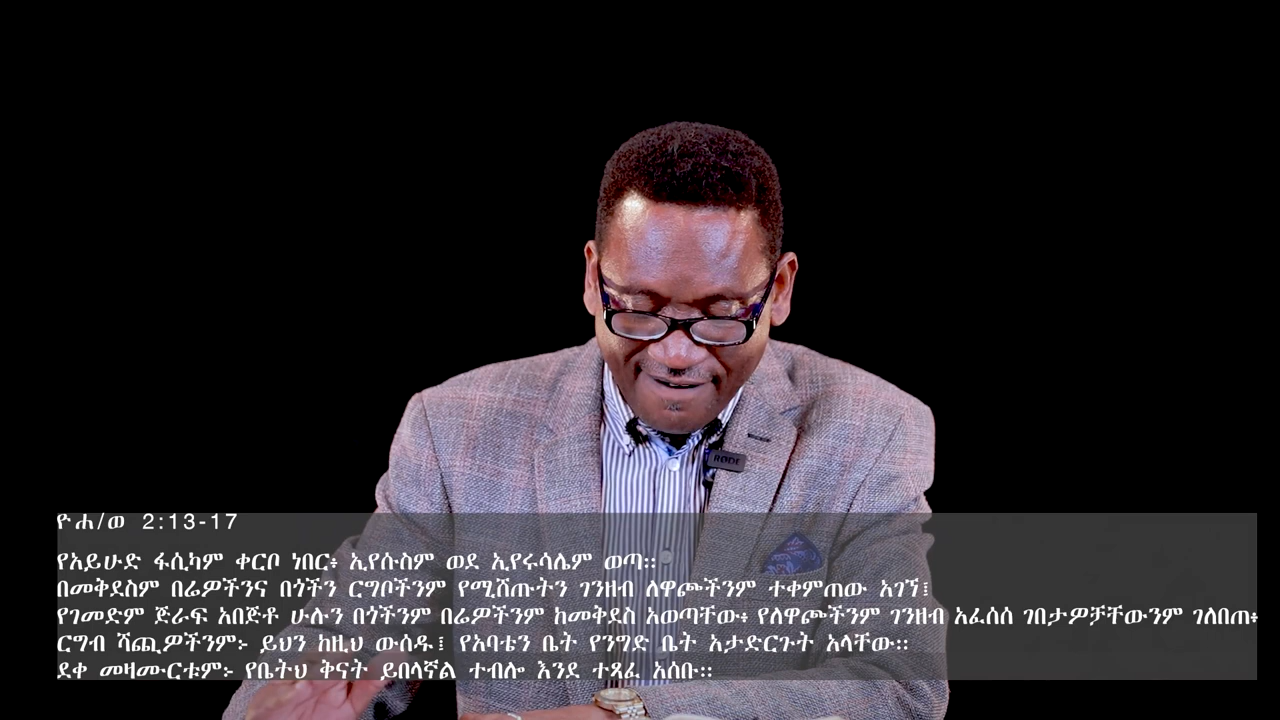 RØDE
ዮሐ/ወ 2:13-17
የአይሁድ ፋሲካም ቀርቦ ነበር፥ ኢየሱስም ወደ ኢየሩሳሌም ወጣ።
በመቅደስም በሬዎችንና በጎችን ርግቦችንም የሚሸጡትን ገንዘብ ለዋጮችንም ተቀምጠው አገኘ፤
የገመድም ጅራፍ አበጅቶ ሁሉን በጎችንም በሬዎችንም ከመቅደስ አወጣቸው፥ የለዋጮችንም ገንዘብ አፈሰሰ ገበታዎቻቸውንም ገለበጠ፥
ርግብ ሻጪዎችንም፦ ይህን ከዚህ ውሰዱ፤ የአባቴን ቤት የንግድ ቤት አታድርጉት አላቸው።
ደቀ መዛሙርቱም፦ የቤትህ ቅናት ይበላኛል ተብሎ እንደ ተጻፈ አሰቡ።